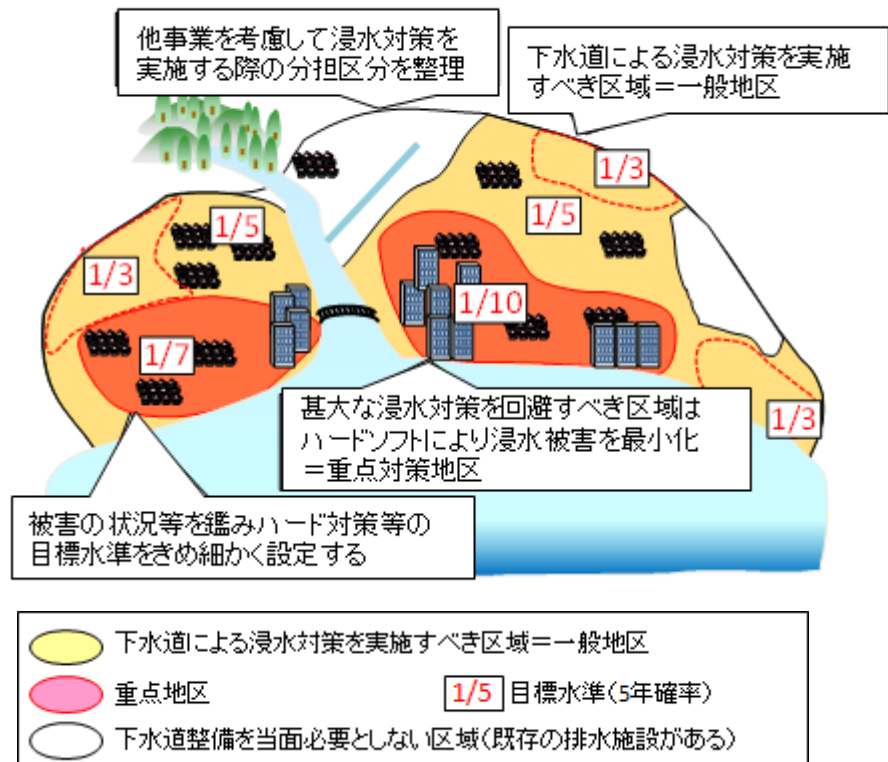 他事業を考慮して浸水対策を
実施する際の分担区分を整理
下水道による浸水対策を実施
すべき区域＝一般地区
1/3
1/5
1/5
1/3
1/10
1/7
1/3
甚大な浸水対策を回避すべき区域は
ハードソフトにより浸水被害を最小化
＝重点対策地区
被害の状況等を鑑みハード対策等の
目標水準をきめ細かく設定する
下水道による浸水対策を実施すべき区域＝一般地区
重点地区
1/5 目標水準（5年確率）
下水道整備を当面必要としない区域（既存の排水施設がある）